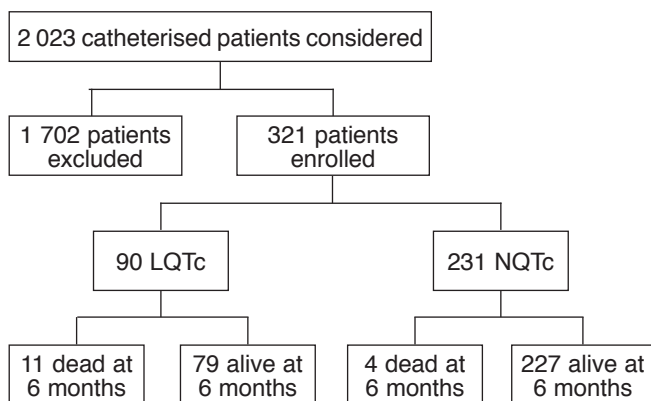 2 023 catheterised patients considered
1 702 patients
excluded
321 patients
enrolled
90 LQTc
231 NQTc
11 dead at
6 months
79 alive at
6 months
4 dead at
6 months
227 alive at
6 months